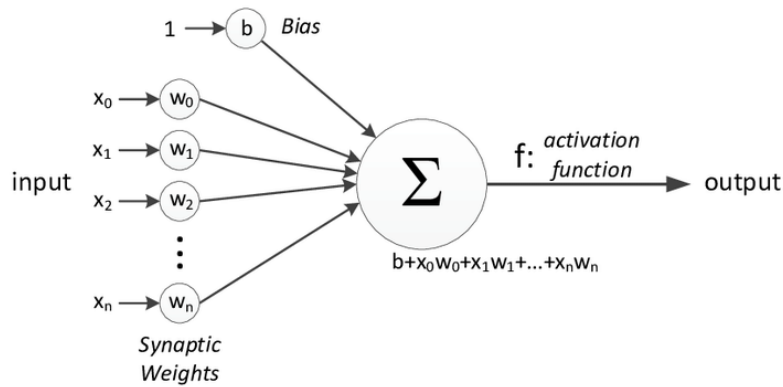 1 b Bias
x₀ w₀
x₁ w₁
input
x₂ w₂
⋮
xₙ wₙ
Synaptic
Weights
Σ
b+x₀w₀+x₁w₁+...+xₙwₙ
f: activation
function
output